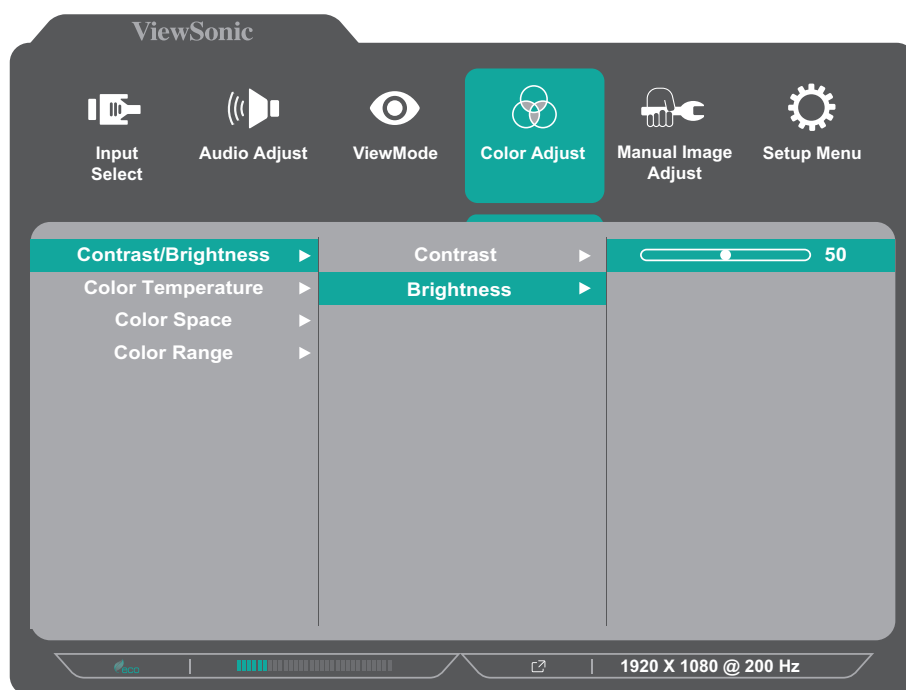 ViewSonic
Input
Select
Audio Adjust
ViewMode
Color Adjust
Manual Image
Adjust
Setup Menu
Contrast/Brightness
Color Temperature
Color Space
Color Range
Contrast
Brightness
50
eco
1920 X 1080 @ 200 Hz